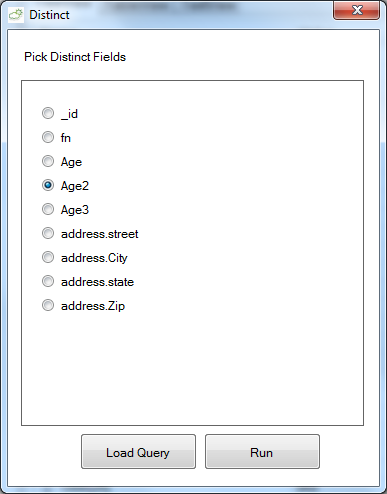 Distinct
Pick Distinct Fields
_id
fn
Age
Age2
Age3
address.street
address.City
address.state
address.Zip
Load Query
Run